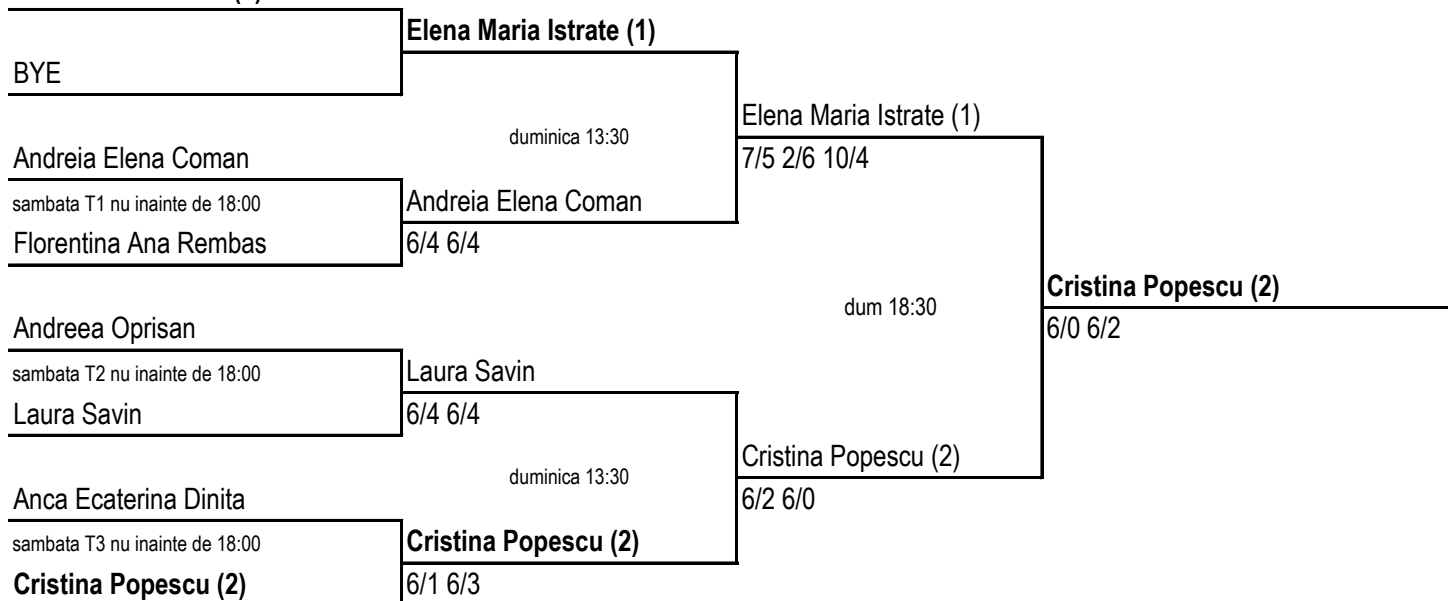 Elena Maria Istrate (1)
BYE
Elena Maria Istrate (1)
duminica 13:30
Andreia Elena Coman
7/5 2/6 10/4
sambata T1 nu inainte de 18:00
Andreia Elena Coman
Florentina Ana Rembas
6/4 6/4
Cristina Popescu (2)
dum 18:30
Andreea Oprisan
6/0 6/2
sambata T2 nu inainte de 18:00
Laura Savin
Laura Savin
6/4 6/4
Cristina Popescu (2)
duminica 13:30
Anca Ecaterina Dinita
6/2 6/0
sambata T3 nu inainte de 18:00
Cristina Popescu (2)
Cristina Popescu (2)
6/1 6/3